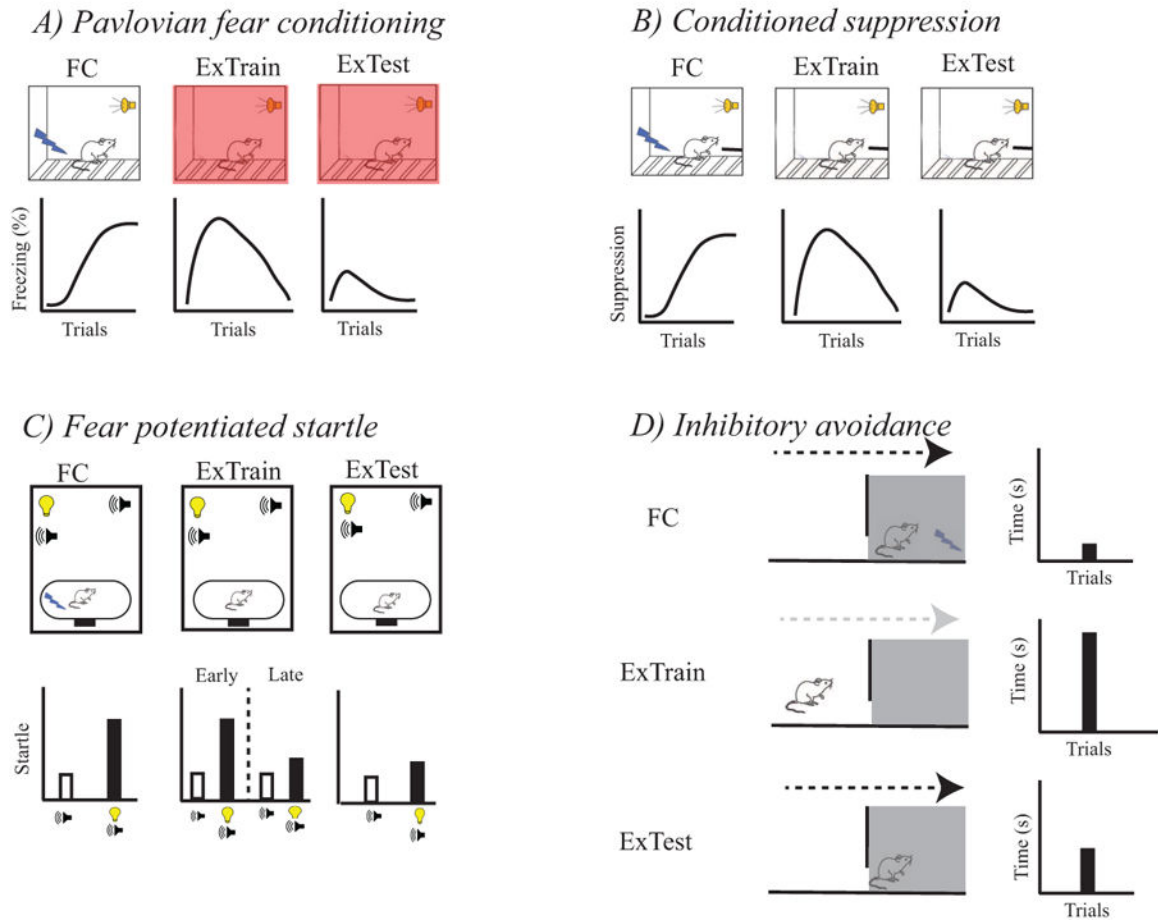 A) Pavlovian fear conditioning
FC ExTrain ExTest
Freezing (%)
Trials Trials Trials
B) Conditioned suppression
FC ExTrain ExTest
Suppression
Trials Trials Trials
C) Fear potentiated startle
FC ExTrain ExTest
Early Late
Startle
D) Inhibitory avoidance
FC
Time (s)
Trials
ExTrain
Time (s)
Trials
ExTest
Time (s)
Trials